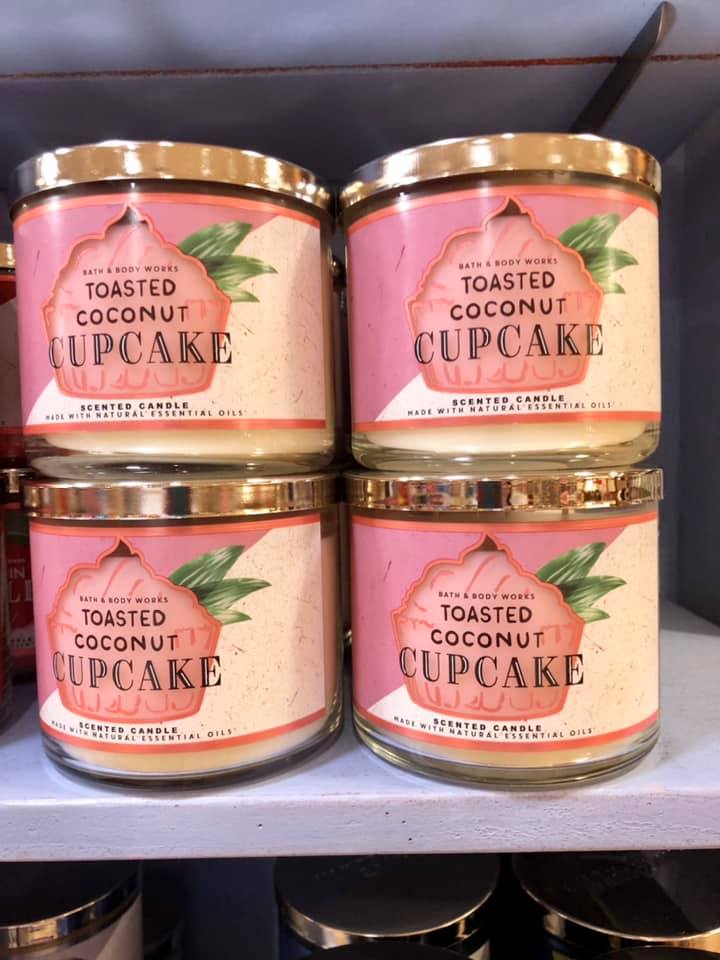 BATH & BODY WORKS
TOASTED
COCONUT
CUPCAKE
SCENTED CANDLE
MADE WITH NATURAL ESSENTIAL OILS
BATH & BODY WORKS
TOASTED
COCONUT
CUPCAKE
SCENTED CANDLE
MADE WITH NATURAL ESSENTIAL OILS
BATH & BODY WORKS
TOASTED
COCONUT
CUPCAKE
SCENTED CANDLE
MADE WITH NATURAL ESSENTIAL OILS
BATH & BODY WORKS
TOASTED
COCONUT
CUPCAKE
SCENTED CANDLE
MADE WITH NATURAL ESSENTIAL OILS